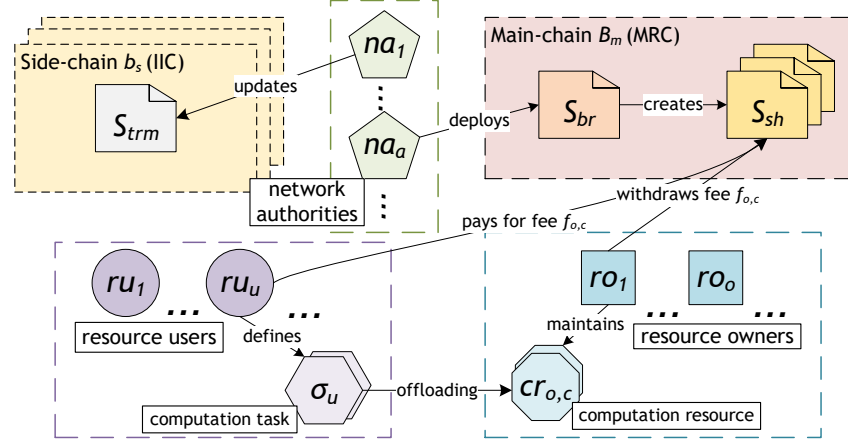 Side-chain b_s (IIC)
S_trm
updates
na_1
⋮
na_a
network
authorities
⋮
deploys
Main-chain B_m (MRC)
S_br
creates
S_sh
withdraws fee f_o,c
pays for fee f_o,c
ru_1
...
ru_u
...
resource users
defines
σ_u
computation task
offloading
ro_1
...
ro_o
...
maintains
resource owners
cr_o,c
computation resource